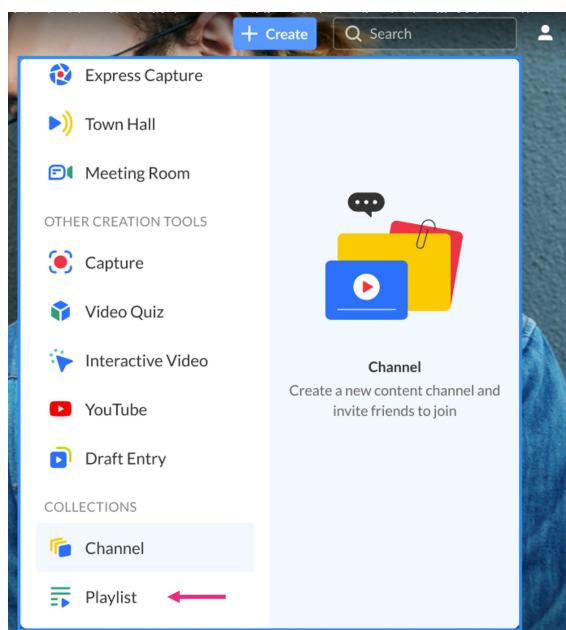 Create
Search
Express Capture
Town Hall
Meeting Room
OTHER CREATION TOOLS
Capture
Video Quiz
Interactive Video
YouTube
Draft Entry
COLLECTIONS
Channel
Playlist
Channel
Create a new content channel and
invite friends to join